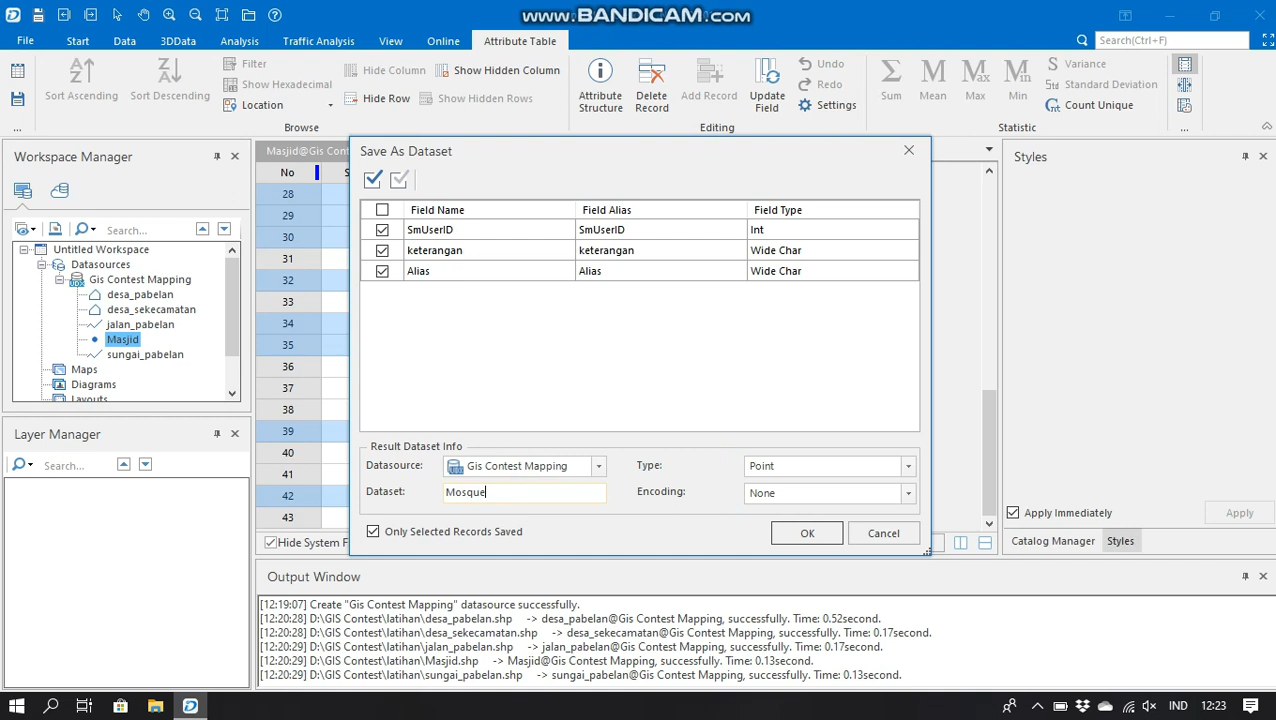 www.BANDICAM.com
File Start Data 3DData Analysis Traffic Analysis View Online Attribute Table Search(Ctrl+F)
Sort Ascending Sort Descending Filter Show Hexadecimal Location Hide Column Show Hidden Column Hide Row Show Hidden Rows
Attribute Structure Delete Record Add Record Update Field Undo Redo Settings
Sum Mean Max Min Variance Standard Deviation Count Unique
... Browse Editing Statistic ...
Workspace Manager
Search...
Untitled Workspace
Datasources
Gis Contest Mapping
desa_pabelan
desa_sekecamatan
jalan_pabelan
Masjid
sungai_pabelan
Maps
Diagrams
Layouts
Layer Manager
Search...
Masjid@Gis Cont
No S
28
29
30
31
32
33
34
35
36
37
38
39
40
41
42
43
Hide System F
Save As Dataset
Field Name Field Alias Field Type
SmUserID SmUserID Int
keterangan keterangan Wide Char
Alias Alias Wide Char
Result Dataset Info
Datasource: Gis Contest Mapping Type: Point
Dataset: Mosque Encoding: None
Only Selected Records Saved OK Cancel
Styles
Apply Immediately Apply
Catalog Manager Styles
Output Window
[12:19:07] Create "Gis Contest Mapping" datasource successfully.
[12:20:28] D:\GIS Contest\latihan\desa_pabelan.shp -> desa_pabelan@Gis Contest Mapping, successfully. Time: 0.52second.
[12:20:28] D:\GIS Contest\latihan\desa_sekecamatan.shp -> desa_sekecamatan@Gis Contest Mapping, successfully. Time: 0.17second.
[12:20:29] D:\GIS Contest\latihan\jalan_pabelan.shp -> jalan_pabelan@Gis Contest Mapping, successfully. Time: 0.17second.
[12:20:29] D:\GIS Contest\latihan\Masjid.shp -> Masjid@Gis Contest Mapping, successfully. Time: 0.13second.
[12:20:29] D:\GIS Contest\latihan\sungai_pabelan.shp -> sungai_pabelan@Gis Contest Mapping, successfully. Time: 0.13second.
IND 12:23